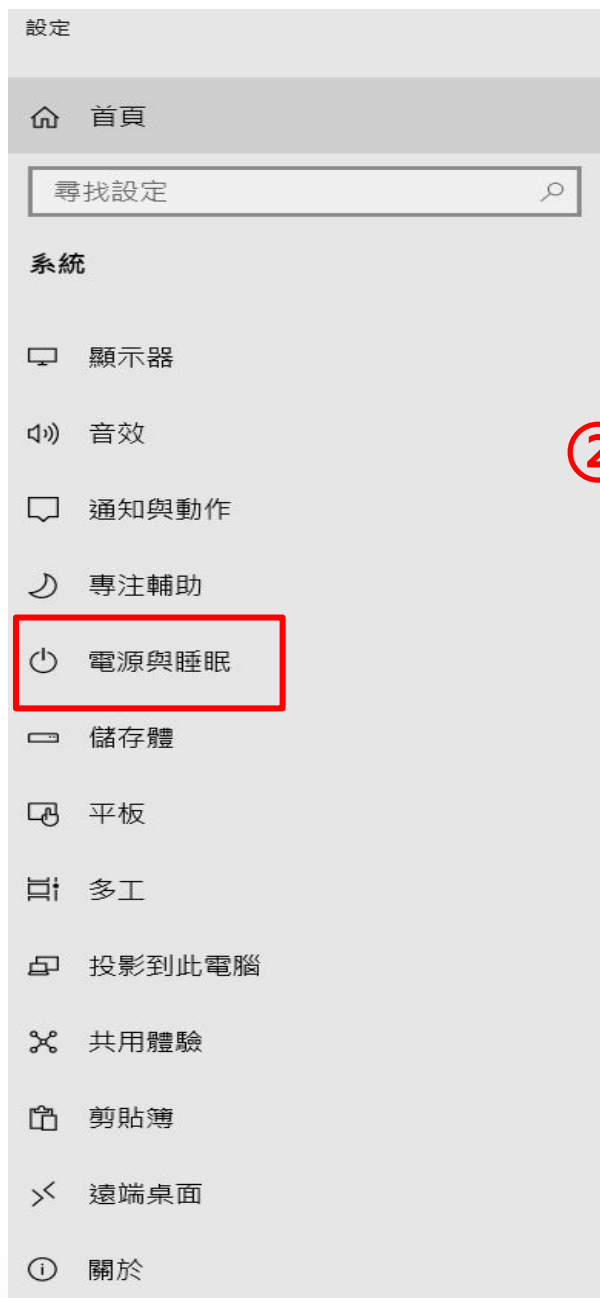 設定
首頁
尋找設定
系統
顯示器
音效
②
通知與動作
專注輔助
電源與睡眠
儲存體
平板
多工
投影到此電腦
共用體驗
剪貼簿
遠端桌面
關於